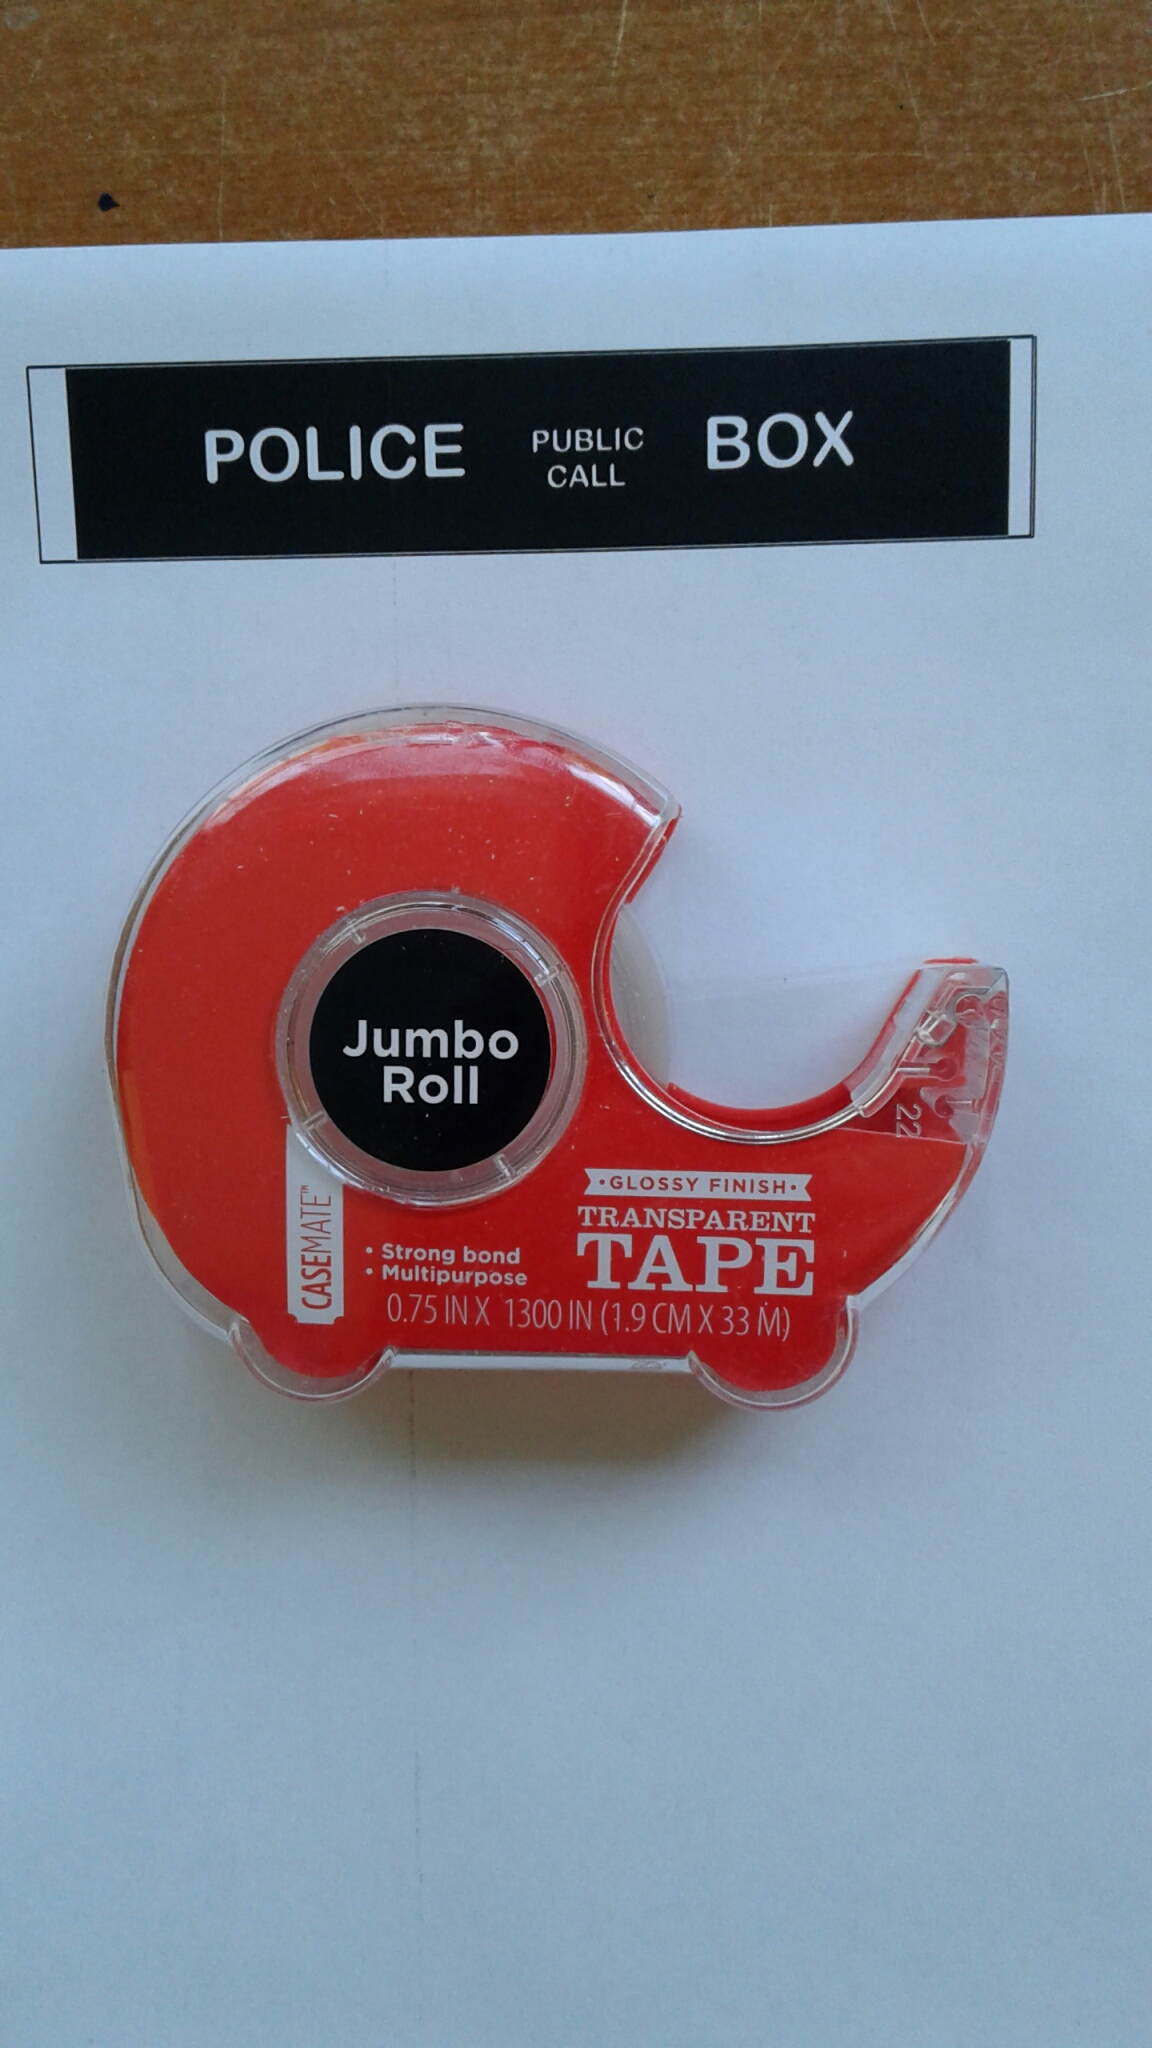 POLICE PUBLIC CALL BOX
Jumbo
Roll
CASEMATE™
• Strong bond
• Multipurpose
•GLOSSY FINISH•
TRANSPARENT
TAPE
0.75 IN X 1300 IN (1.9 CM X 33 M)
22